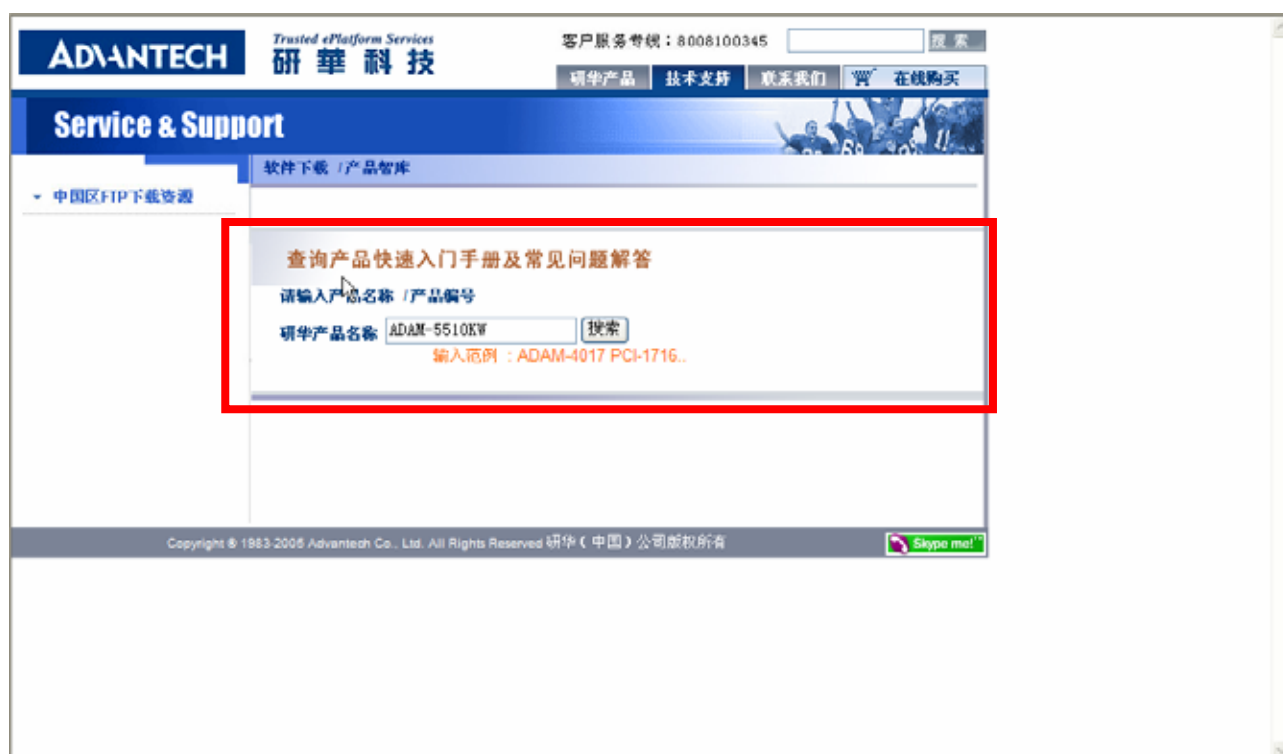 ADVANTECH
Trusted ePlatform Services
研華科技
客户服务专线：8008100345
搜 索
研华产品 技术支持 联系我们 在线购买
Service & Support
软件下载 /产品智库
中国区FTP下载资源
查询产品快速入门手册及常见问题解答
请输入产品名称 /产品编号
研华产品名称 ADAM-5510KW 搜索
输入范例 : ADAM-4017 PCI-1716..
Copyright © 1983-2006 Advantech Co., Ltd. All Rights Reserved 研华（中国）公司版权所有
Skype me!™